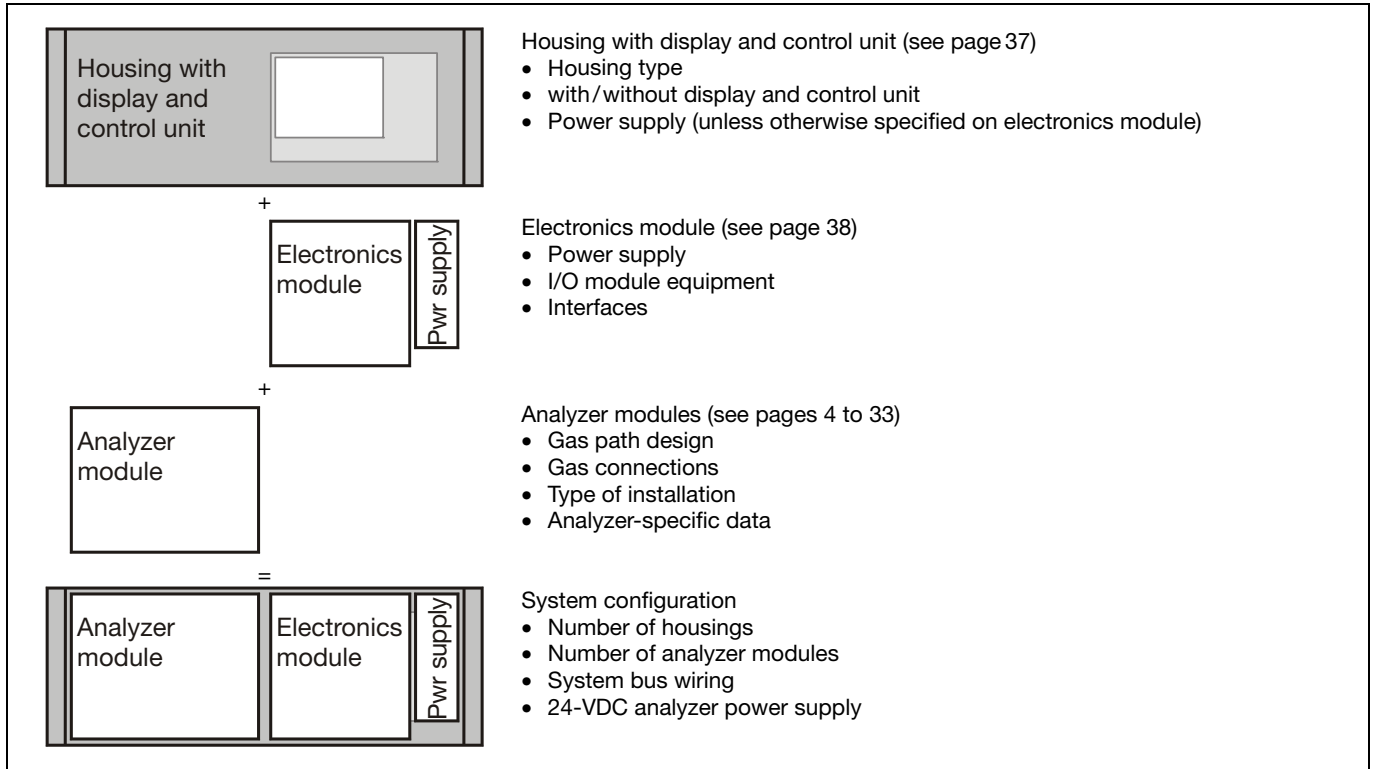 Housing with
display and
control unit
Housing with display and control unit (see page 37)
• Housing type
• with/without display and control unit
• Power supply (unless otherwise specified on electronics module)
+
Electronics
module
Pwr supply
Electronics module (see page 38)
• Power supply
• I/O module equipment
• Interfaces
+
Analyzer
module
Analyzer modules (see pages 4 to 33)
• Gas path design
• Gas connections
• Type of installation
• Analyzer-specific data
=
Analyzer
module
Electronics
module
Pwr supply
System configuration
• Number of housings
• Number of analyzer modules
• System bus wiring
• 24-VDC analyzer power supply